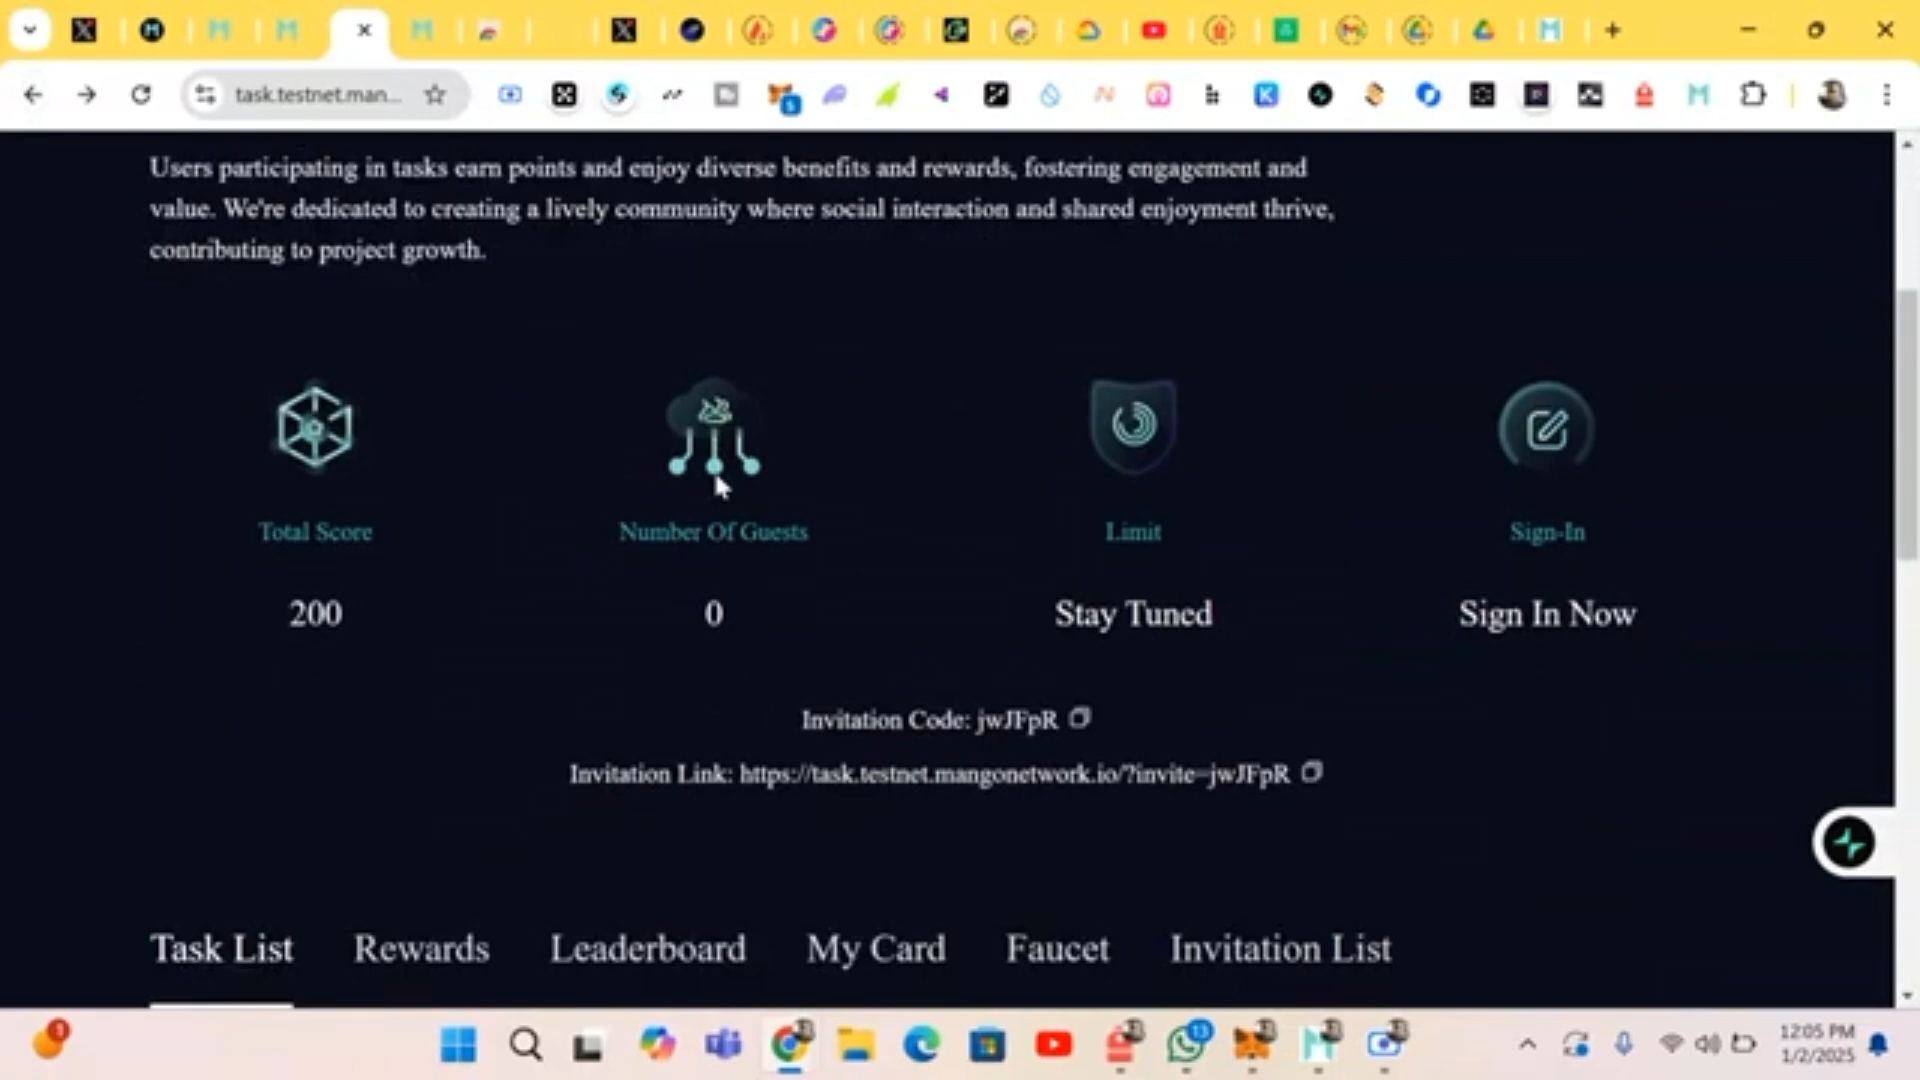 task.testnet.man...
5
Users participating in tasks earn points and enjoy diverse benefits and rewards, fostering engagement and
value. We're dedicated to creating a lively community where social interaction and shared enjoyment thrive,
contributing to project growth.
Total Score
Number Of Guests
Limit
Sign-In
200
0
Stay Tuned
Sign In Now
Invitation Code: jwJFpR
Invitation Link: https://task.testnet.mangonetwork.io/?invite=jwJFpR
Task List
Rewards
Leaderboard
My Card
Faucet
Invitation List
1
13
12:05 PM
1/2/2025